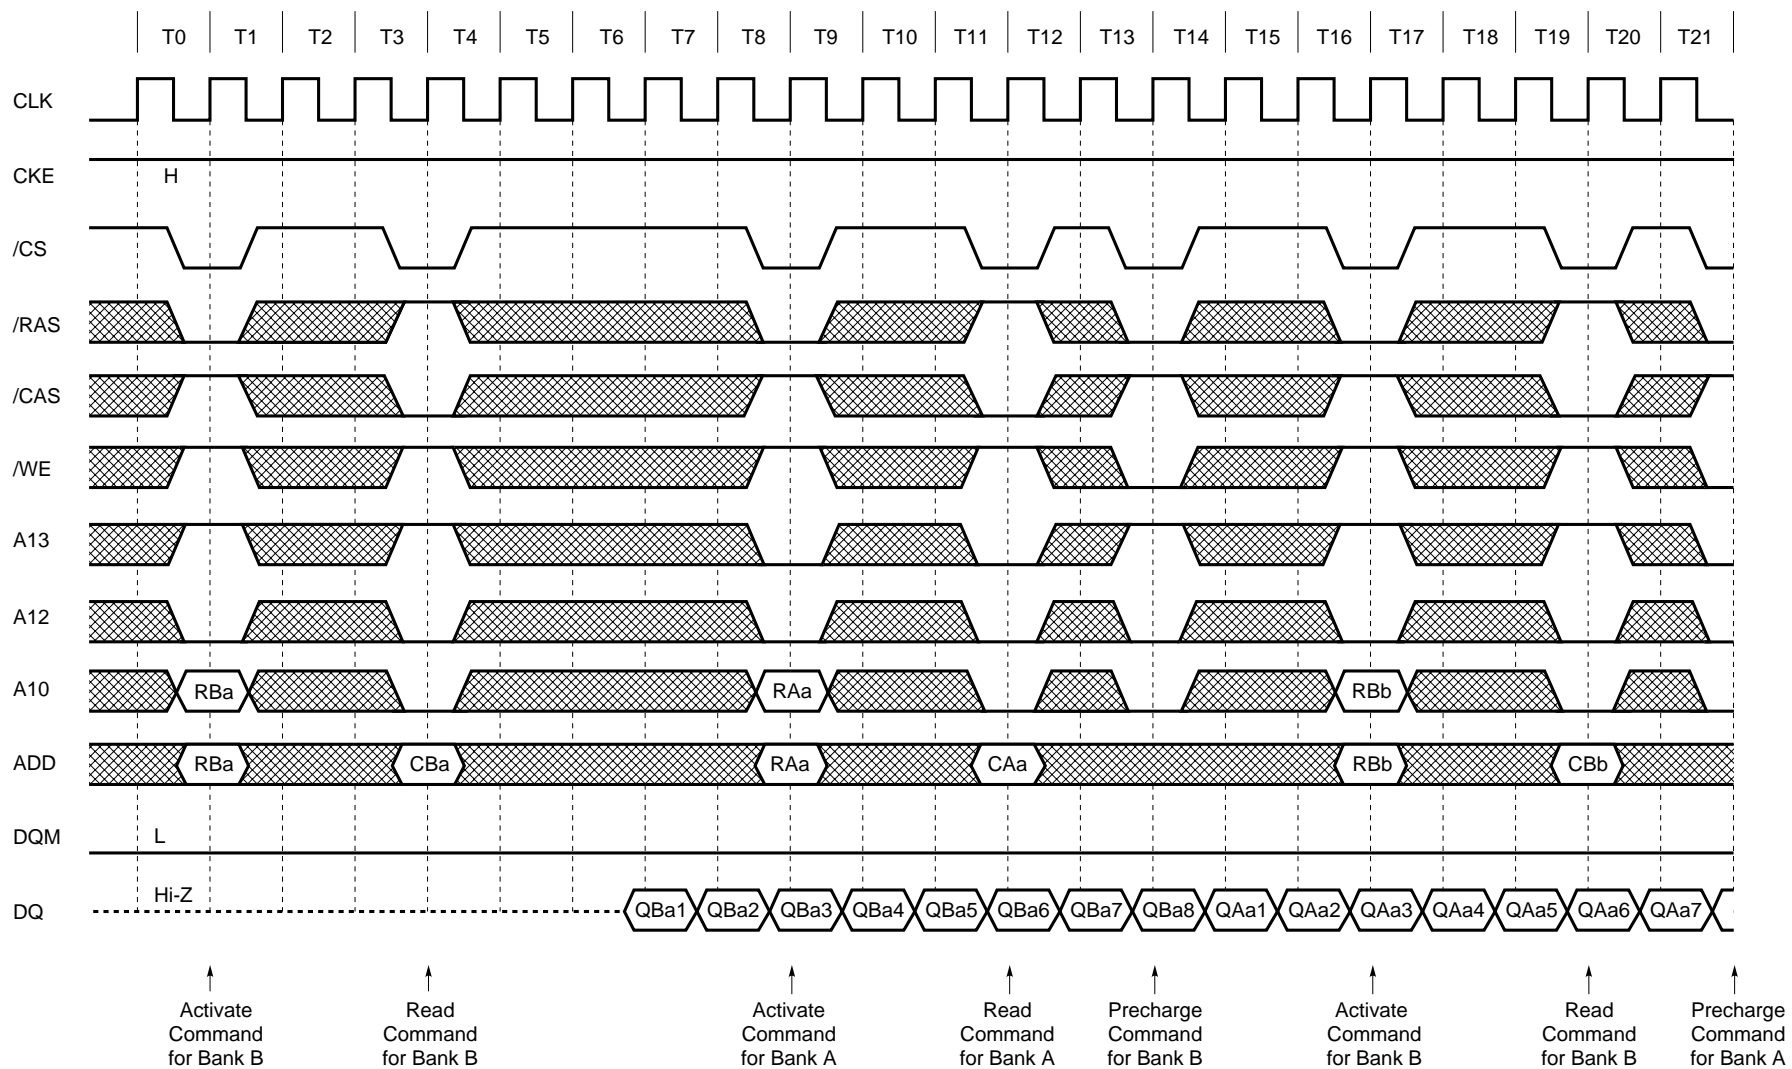 T0 T1 T2 T3 T4 T5 T6 T7 T8 T9 T10 T11 T12 T13 T14 T15 T16 T17 T18 T19 T20 T21
CLK
CKE H
/CS
/RAS
/CAS
/WE
A13
A12
A10 RBa RAa RBb
ADD RBa CBa RAa CAa RBb CBb
DQM L
DQ Hi-Z QBa1 QBa2 QBa3 QBa4 QBa5 QBa6 QBa7 QBa8 QAa1 QAa2 QAa3 QAa4 QAa5 QAa6 QAa7
Activate
Command
for Bank B
Read
Command
for Bank B
Activate
Command
for Bank A
Read
Command
for Bank A
Precharge
Command
for Bank B
Activate
Command
for Bank B
Read
Command
for Bank B
Precharge
Command
for Bank A